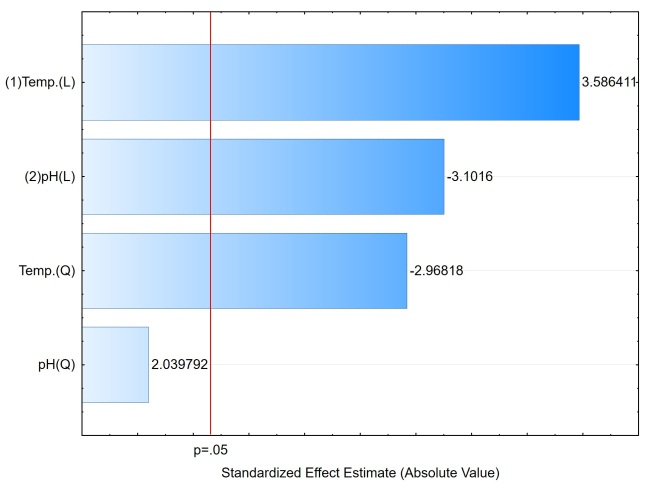 (1)Temp.(L)
3.586411
(2)pH(L)
-3.1016
Temp.(Q)
-2.96818
pH(Q)
2.039792
p=.05
Standardized Effect Estimate (Absolute Value)